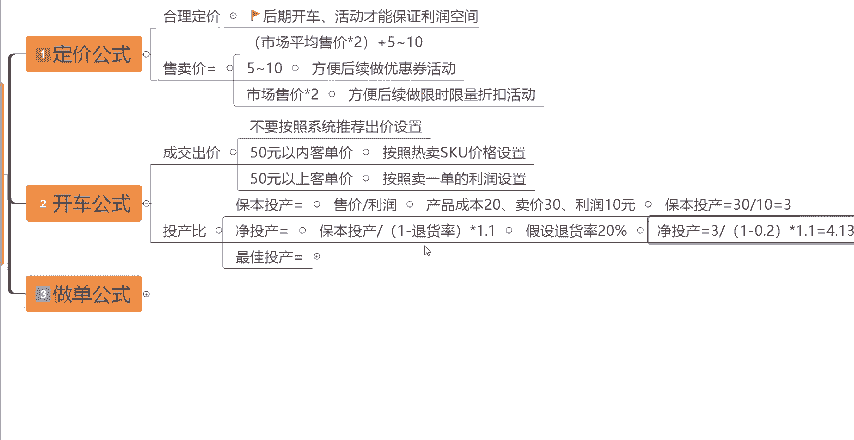 合理定价 后期开车、活动才能保证利润空间
1 定价公式
(市场平均售价*2）+5~10
售卖价= 5~10 方便后续做优惠券活动
市场售价*2 方便后续做限时限量折扣活动
不要按照系统推荐出价设置
成交出价 50元以内客单价 按照热卖SKU价格设置
50元以上客单价 按照卖一单的利润设置
2 开车公式
保本投产= 售价/利润 产品成本20、卖价30、利润10元 保本投产=30/10=3
投产比 净投产= 保本投产/（1-退货率）*1.1 假设退货率20% 净投产=3/（1-0.2）*1.1=4.13
最佳投产=
3 做单公式